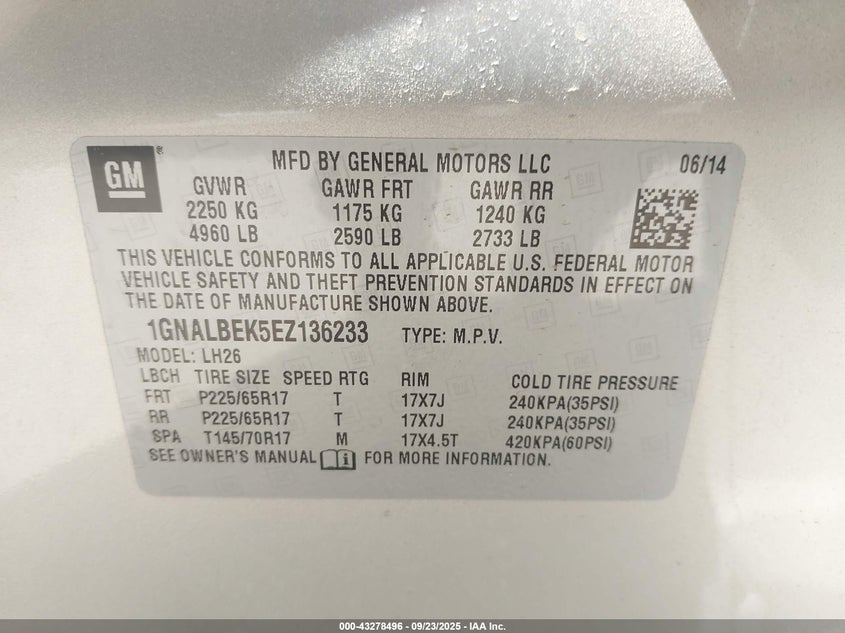 GM ® MFD BY GENERAL MOTORS LLC 06/14
GVWR GAWR FRT GAWR RR
2250 KG 1175 KG 1240 KG
4960 LB 2590 LB 2733 LB
THIS VEHICLE CONFORMS TO ALL APPLICABLE U.S. FEDERAL MOTOR
VEHICLE SAFETY AND THEFT PREVENTION STANDARDS IN EFFECT ON
THE DATE OF MANUFACTURE SHOWN ABOVE.
1GNALBEK5EZ136233 TYPE: M.P.V.
MODEL: LH26
LBCH TIRE SIZE SPEED RTG RIM COLD TIRE PRESSURE
FRT P225/65R17 T 17X7J 240KPA(35PSI)
RR P225/65R17 T 17X7J 240KPA(35PSI)
SPA T145/70R17 M 17X4.5T 420KPA(60PSI)
SEE OWNER'S MANUAL FOR MORE INFORMATION.
000-43278496 - 09/23/2025 - IAA Inc.